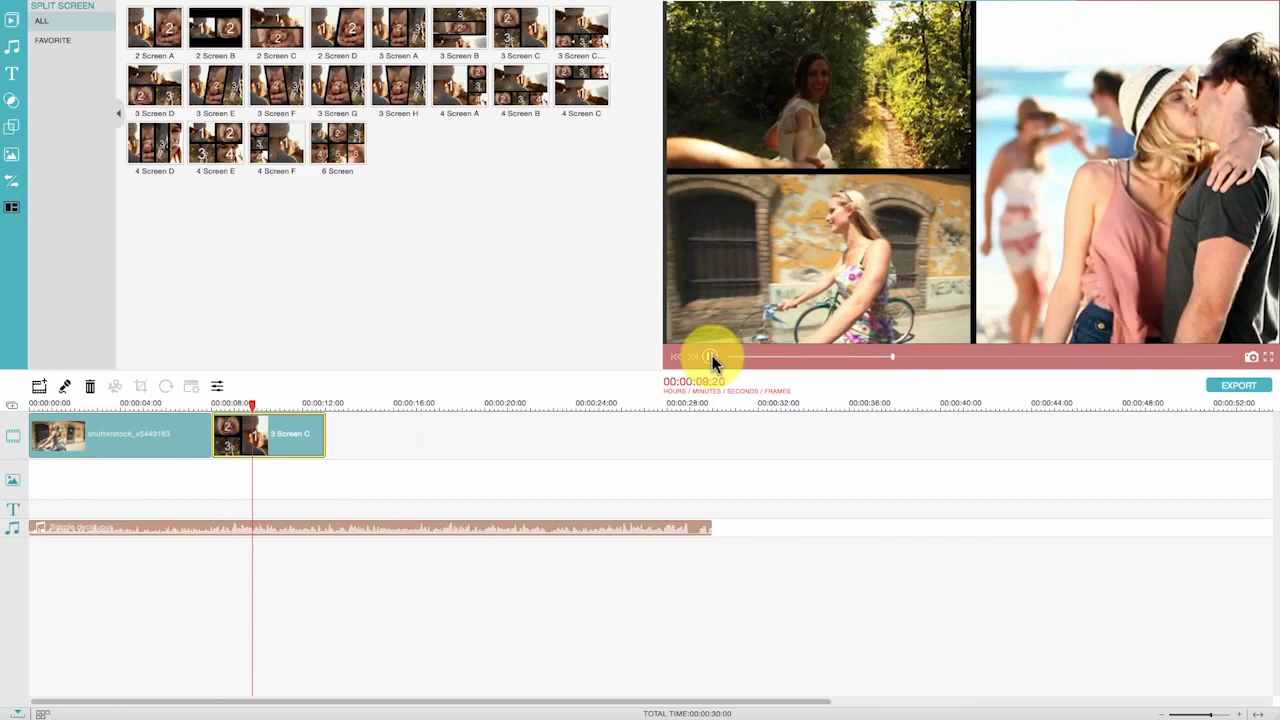 SPLIT SCREEN
ALL
FAVORITE
2 Screen A
2 Screen B
2 Screen C
2 Screen D
3 Screen A
3 Screen B
3 Screen C
3 Screen C...
3 Screen D
3 Screen E
3 Screen F
3 Screen G
3 Screen H
4 Screen A
4 Screen B
4 Screen C
4 Screen D
4 Screen E
4 Screen F
6 Screen
00:00:09:20
HOURS / MINUTES / SECONDS / FRAMES
EXPORT
00:00:00:00 00:00:04:00 00:00:08:00 00:00:12:00 00:00:16:00 00:00:20:00 00:00:24:00 00:00:28:00 00:00:32:00 00:00:36:00 00:00:40:00 00:00:44:00 00:00:48:00 00:00:52:00
shutterstock_v5449183
3 Screen C
TOTAL TIME:00:00:30:00